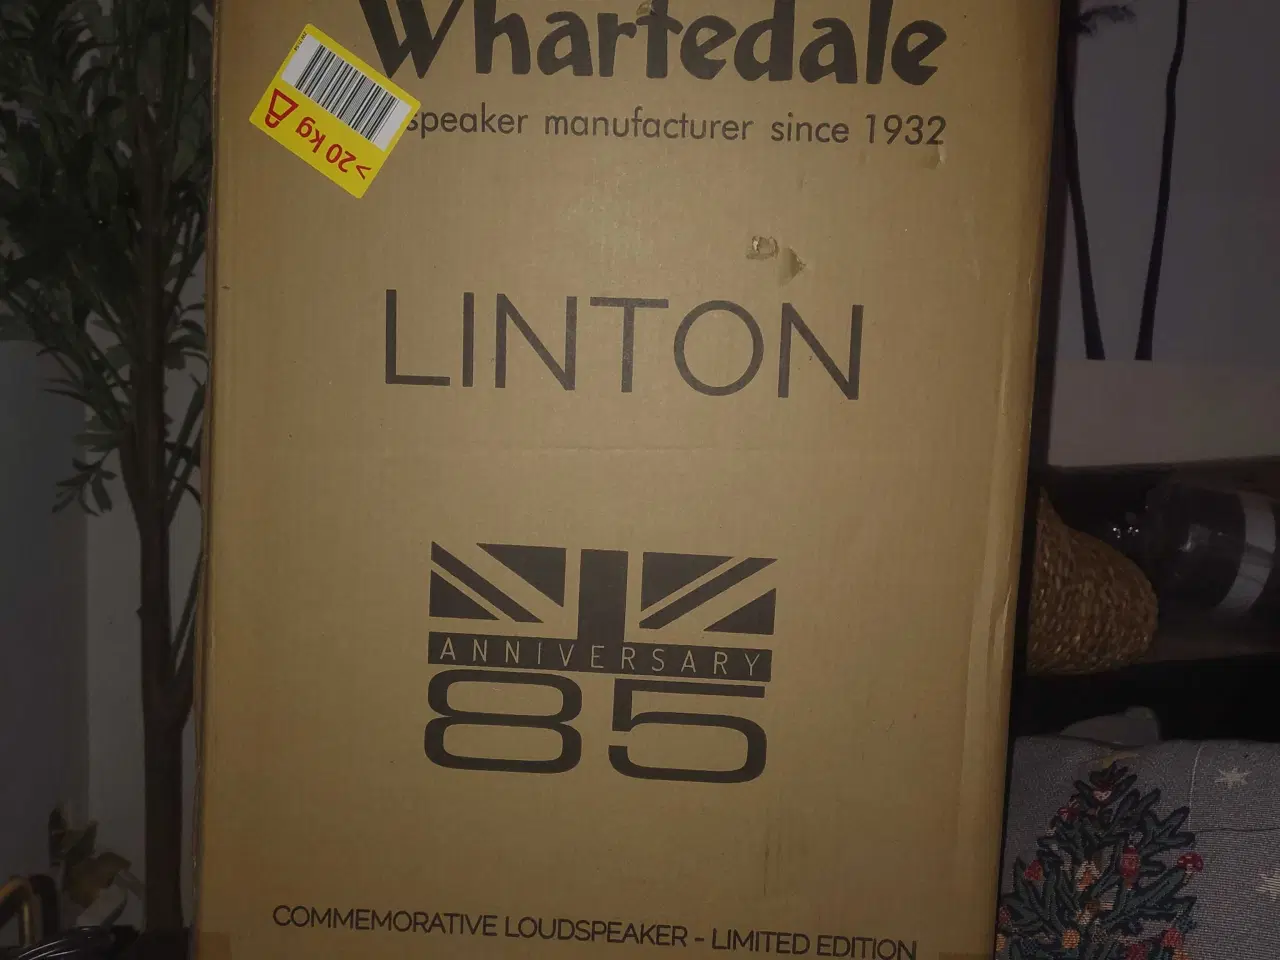 Wharfedale
speaker manufacturer since 1932
>20 kg
LINTON
ANNIVERSARY
85
COMMEMORATIVE LOUDSPEAKER - LIMITED EDITION